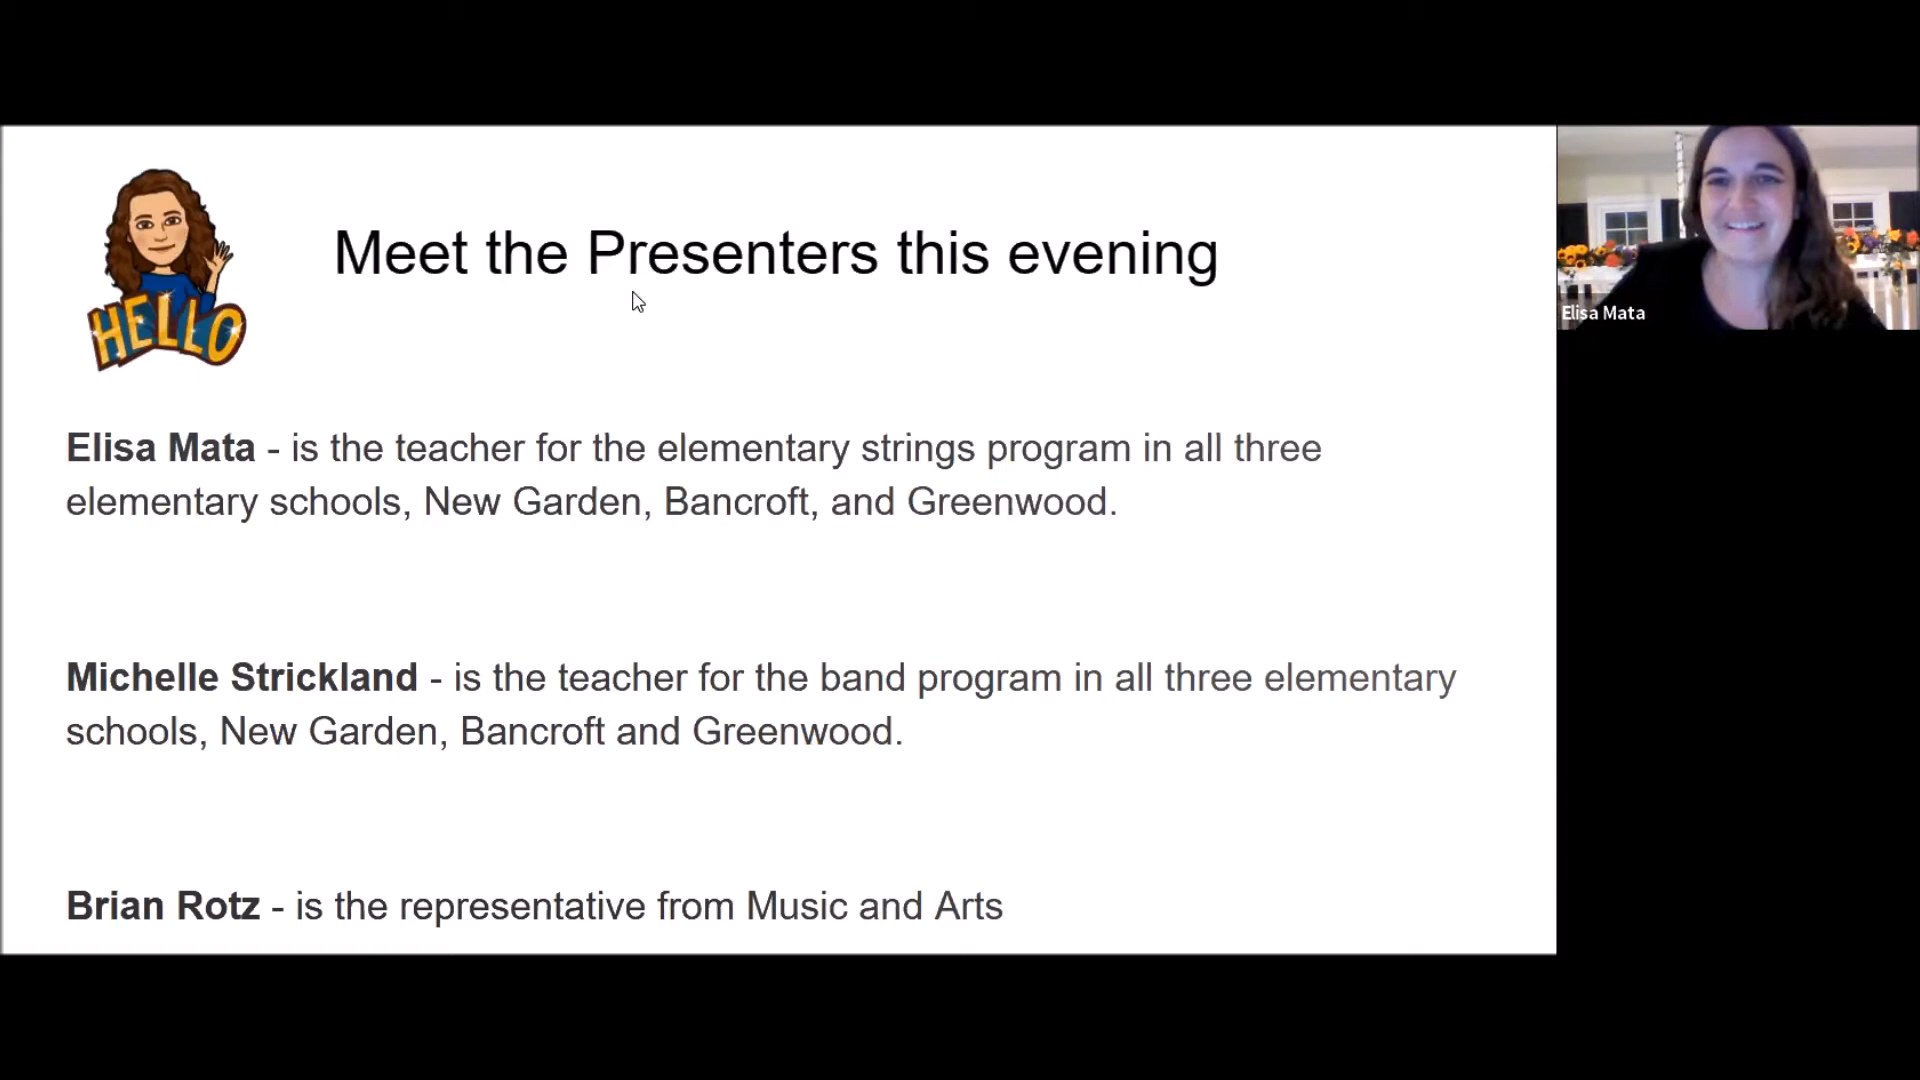 HELLO
Meet the Presenters this evening
Elisa Mata
Elisa Mata - is the teacher for the elementary strings program in all three
elementary schools, New Garden, Bancroft, and Greenwood.
Michelle Strickland - is the teacher for the band program in all three elementary
schools, New Garden, Bancroft and Greenwood.
Brian Rotz - is the representative from Music and Arts